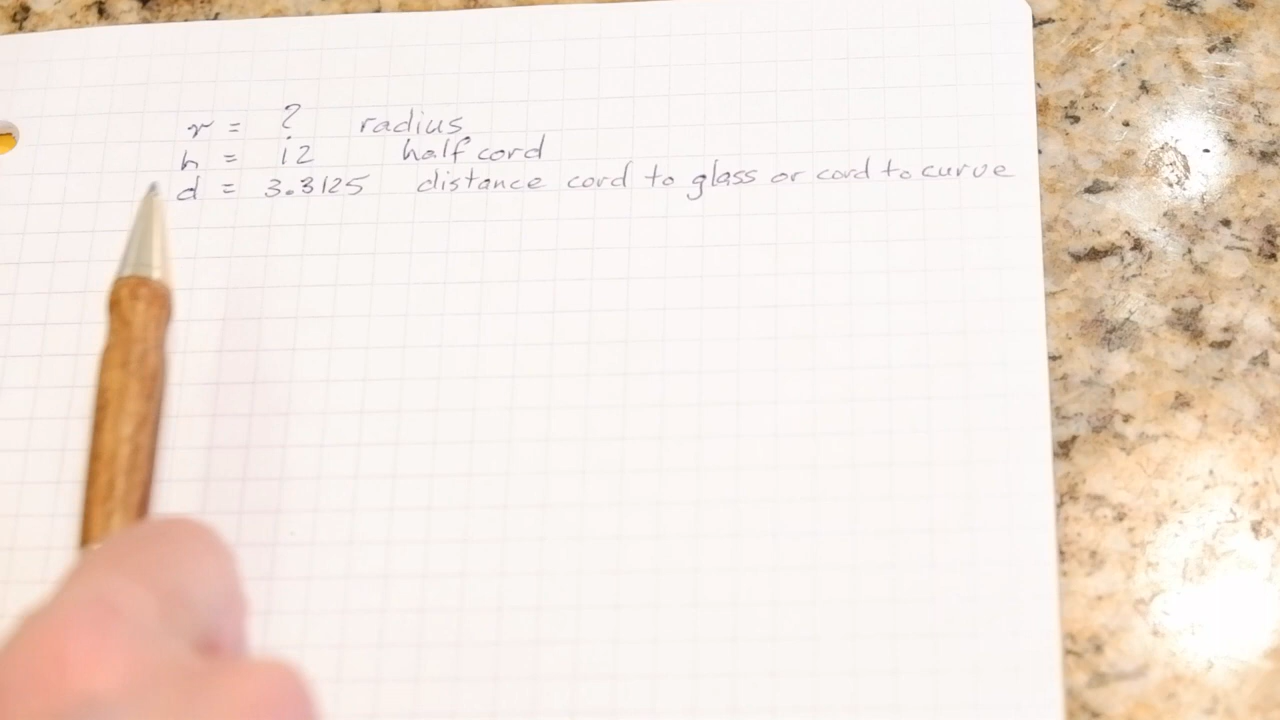 r = ? radius
h = 12 half cord
d = 3.3125 distance cord to glass or cord to curve